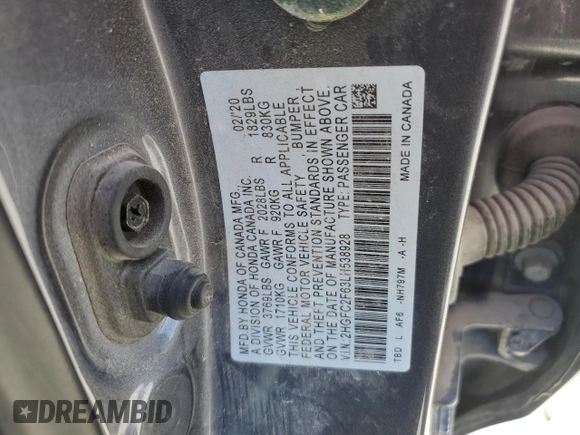 MFD.BY HONDA OF CANADA MFG. 02/'20
A DIVISION OF HONDA CANADA INC.
GVWR 3769LBS GAWR F 2028LBS R 1829LBS
GVWR 1710KG GAWR F 920KG R 830KG
THIS VEHICLE CONFORMS TO ALL APPLICABLE
FEDERAL MOTOR VEHICLE SAFETY, BUMPER,
AND THEFT PREVENTION STANDARDS IN EFFECT
ON THE DATE OF MANUFACTURE SHOWN ABOVE.
V.I.N. 2HGFC2F63LH538928 TYPE: PASSENGER CAR
TBD L AF6 -NH797M -A -H MADE IN CANADA
DREAMBID